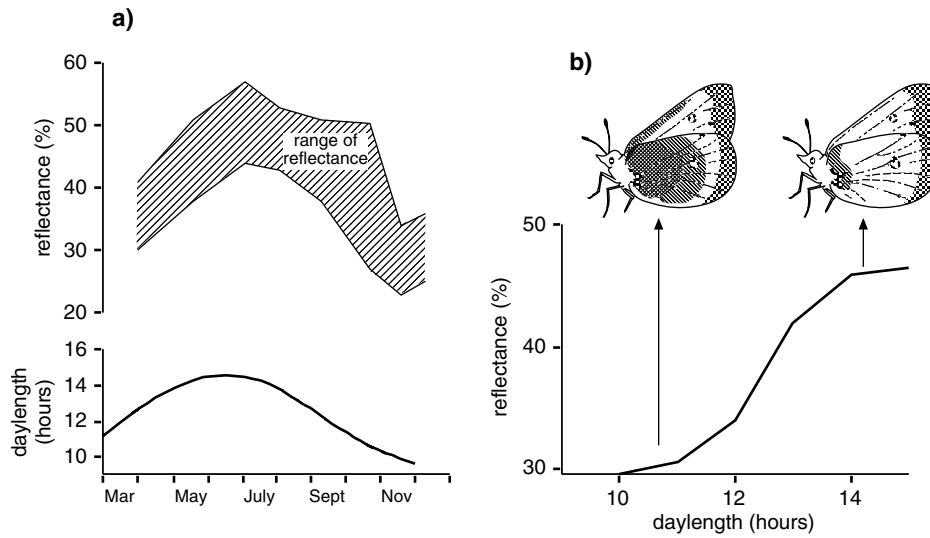 a)
60
50
40
30
20
reflectance (%)
range of
reflectance
16
14
12
10
daylength
(hours)
Mar May July Sept Nov
b)
50
40
30
reflectance (%)
10 12 14
daylength (hours)